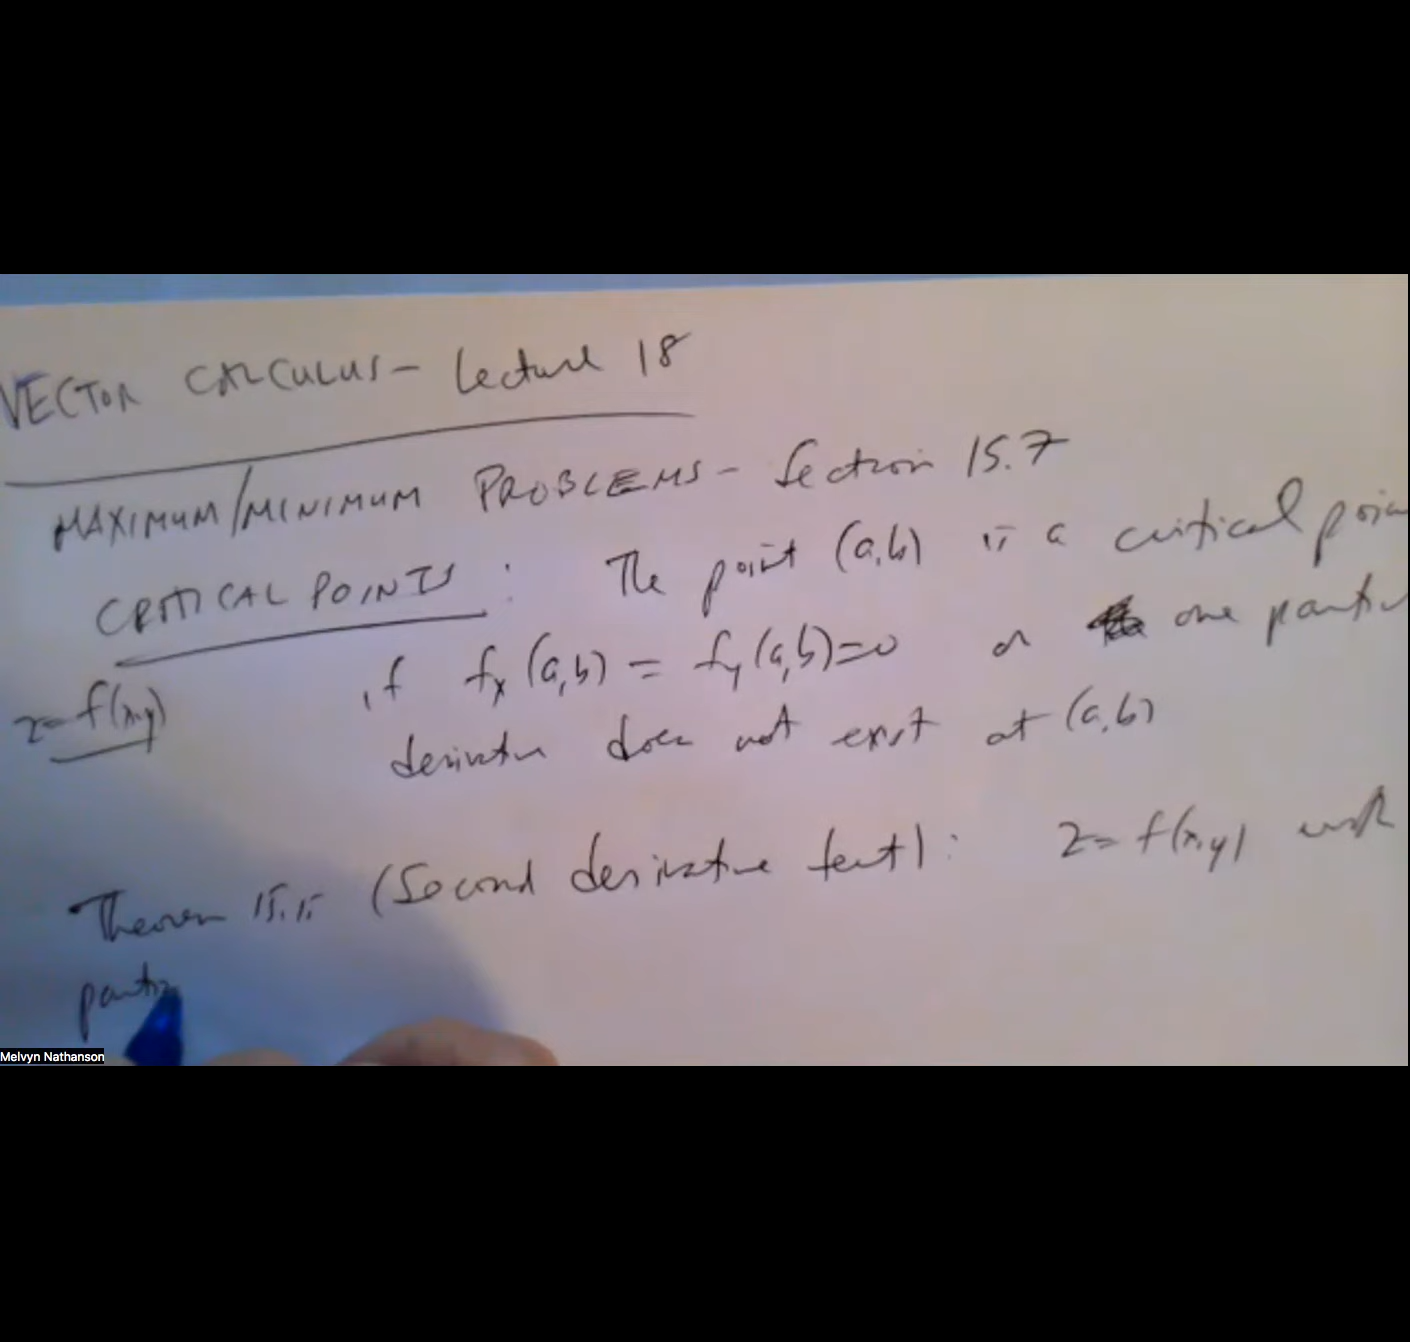 VECTOR CALCULUS - Lecture 18
MAXIMUM/MINIMUM PROBLEMS - Section 15.7
CRITICAL POINTS : The point (a,b) is a critical poin
z=f(x,y) if fx (a,b) = fy (a,b)=0 or one partia
derivative does not exist at (a,b)
Theorem 15.15 (Second derivative test): z=f(x,y) with
partia
Melvyn Nathanson